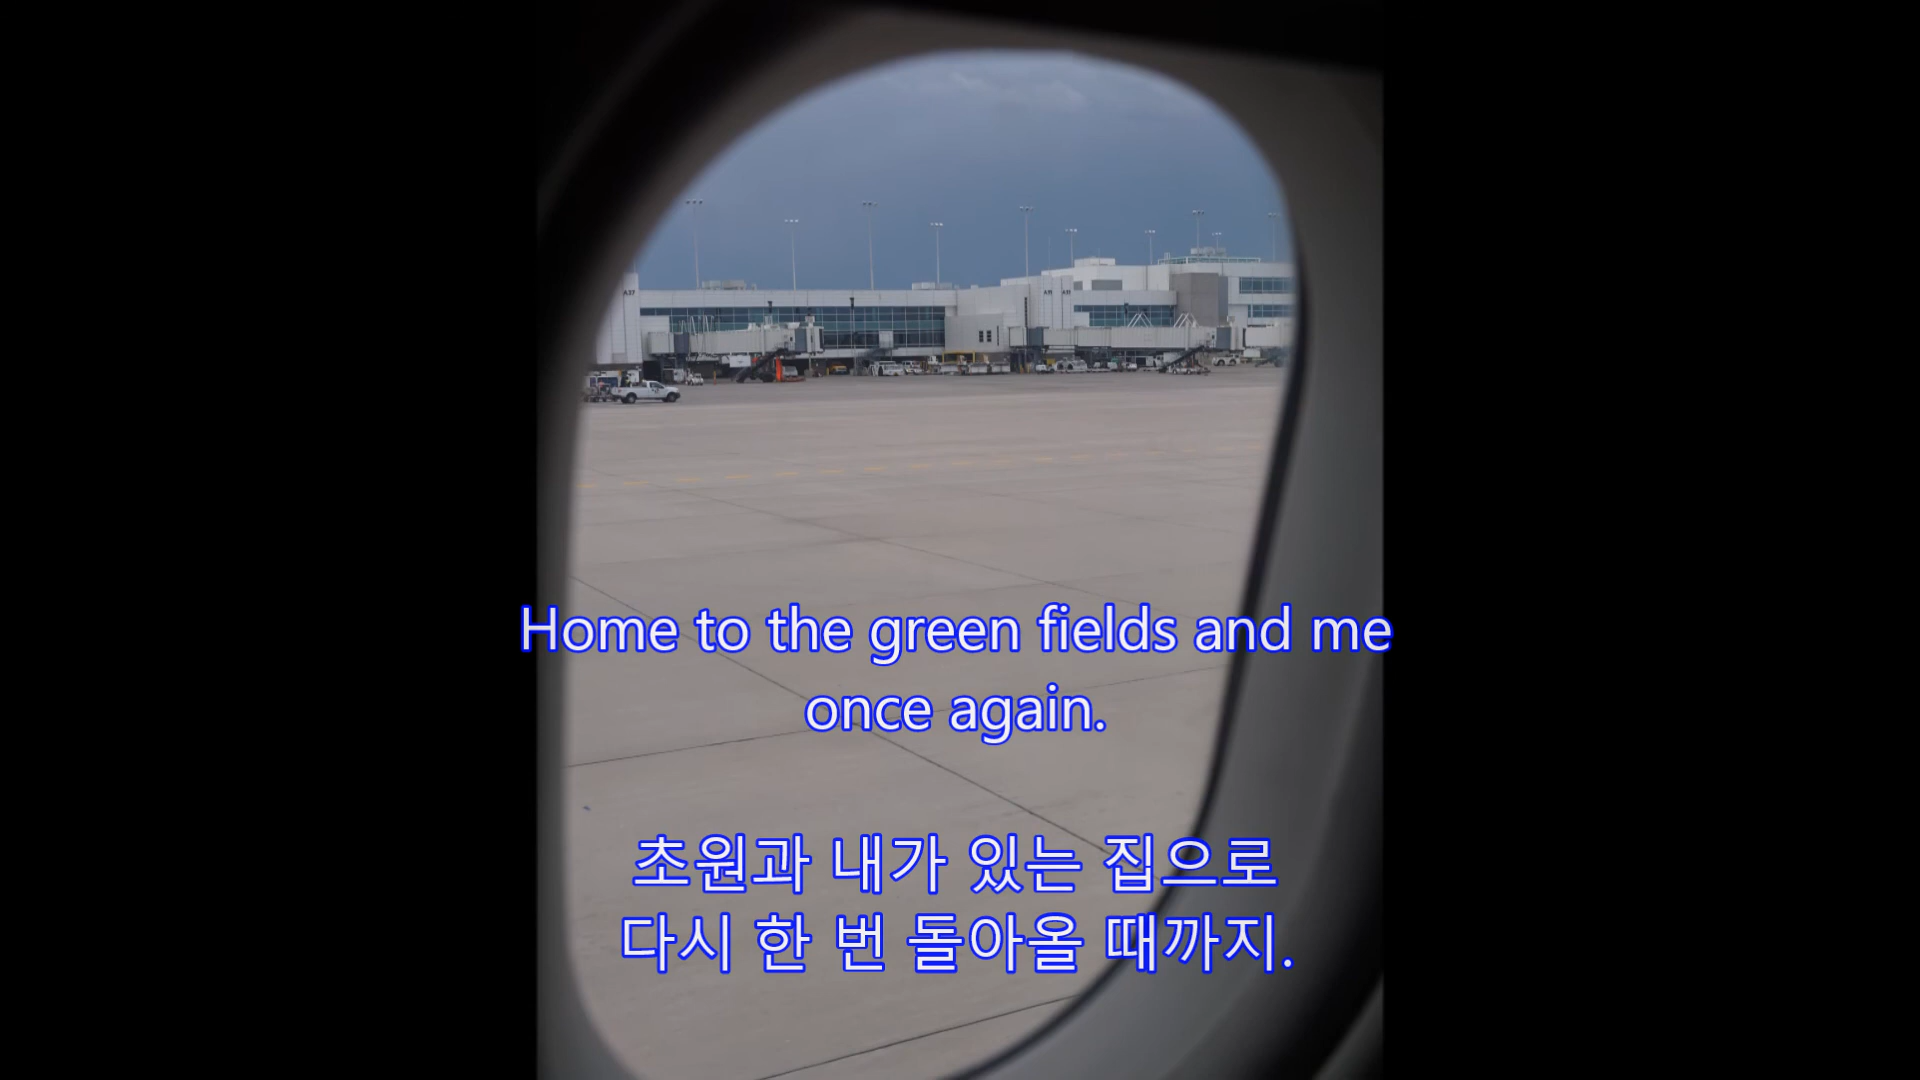 Home to the green fields and me
once again.
초원과 내가 있는 집으로
다시 한 번 돌아올 때까지.
A37